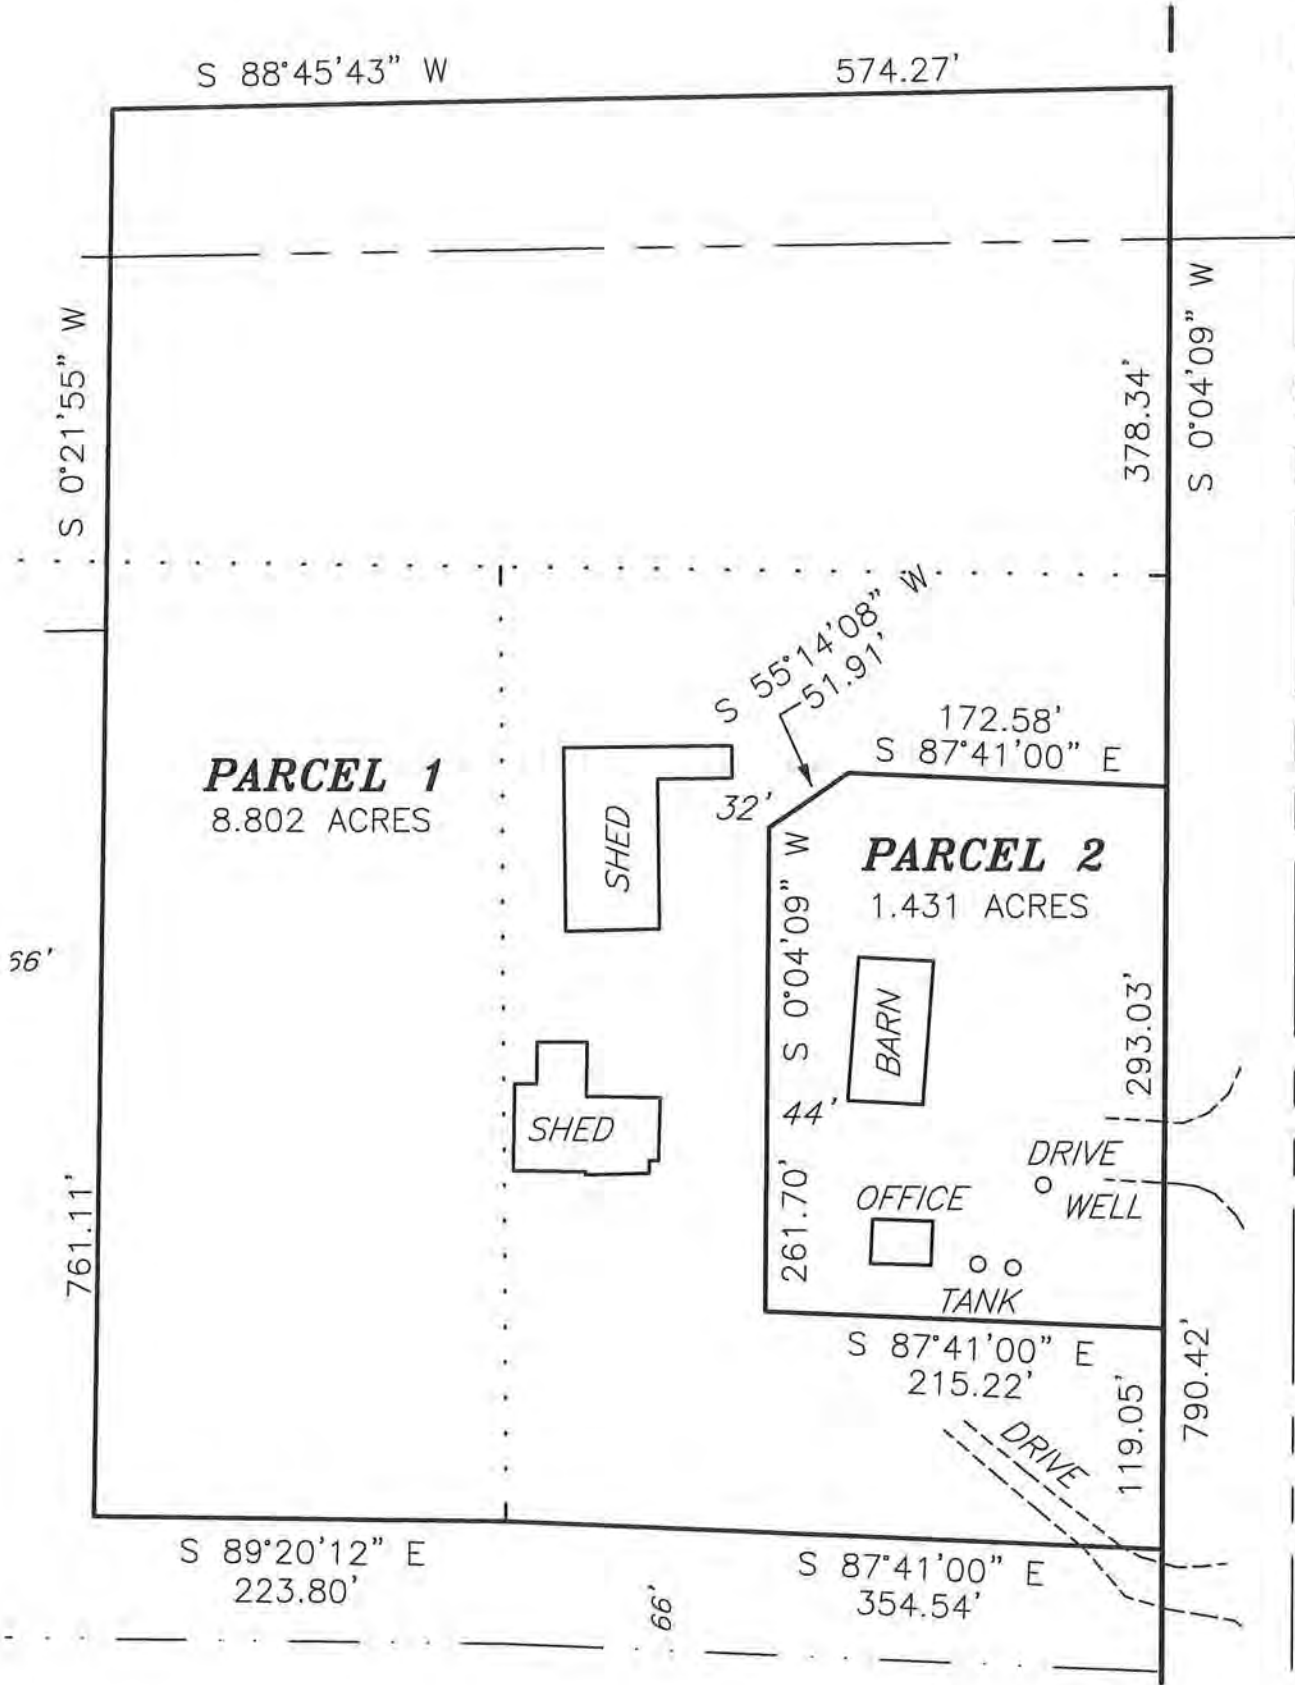 S 88°45'43" W
574.27'
S 0°21'55" W
378.34'
S 0°04'09" W
S 55°14'08" W
51.91'
172.58'
S 87°41'00" E
PARCEL 1
8.802 ACRES
SHED
32'
S 0°04'09" W
PARCEL 2
1.431 ACRES
BARN
293.03'
44'
SHED
DRIVE
WELL
OFFICE
261.70'
TANK
761.11'
S 87°41'00" E
215.22'
119.05'
790.42'
DRIVE
S 89°20'12" E
223.80'
S 87°41'00" E
354.54'
66'